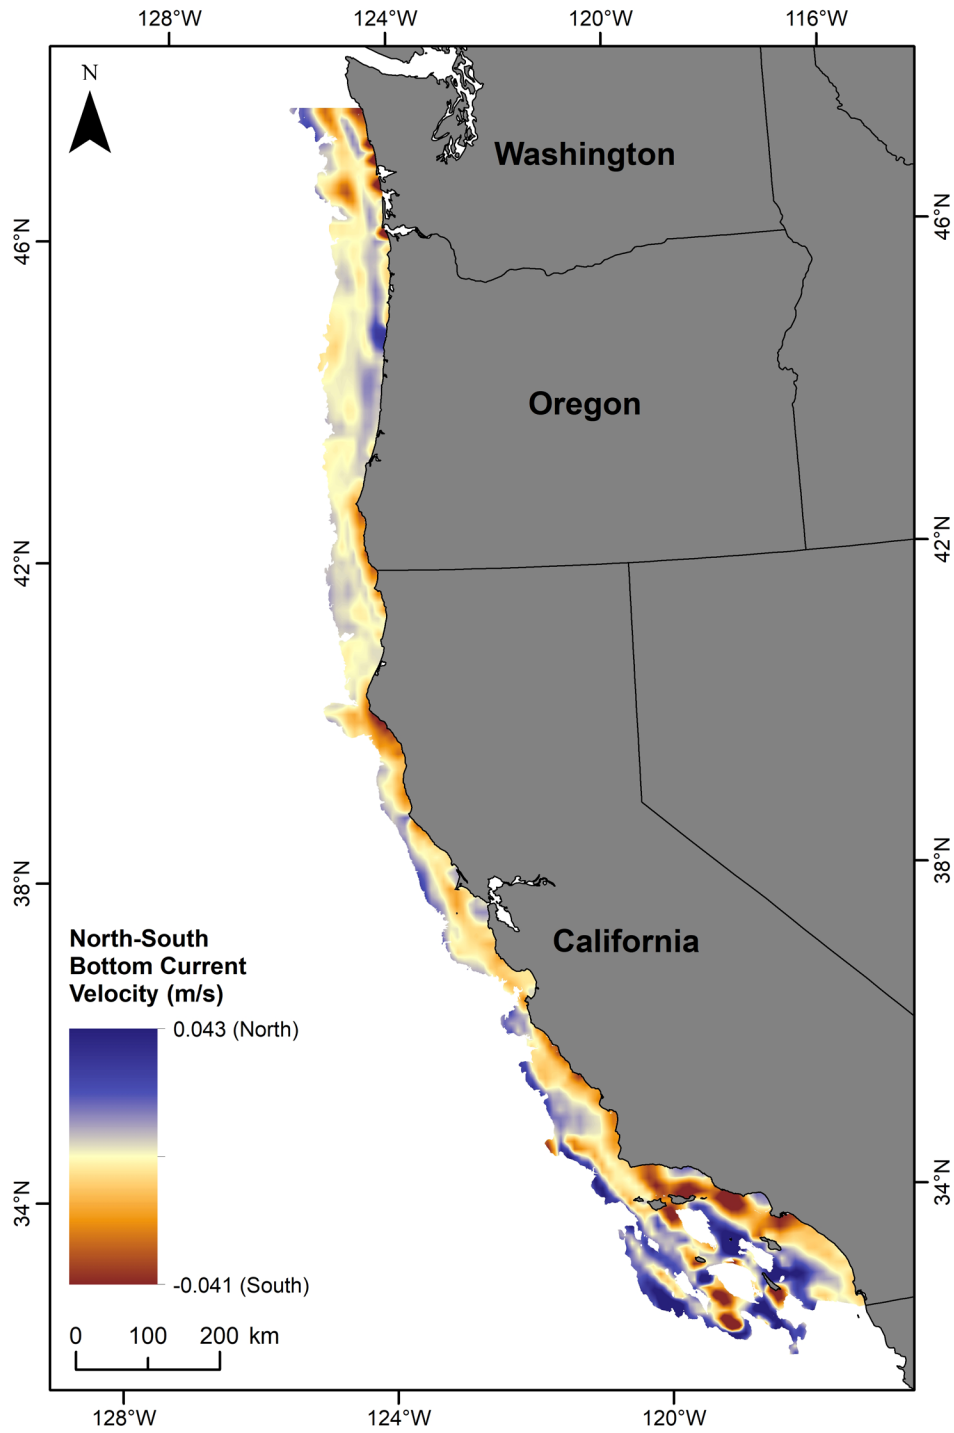 128°W 124°W 120°W 116°W
N
Washington
46°N
46°N
Oregon
42°N
42°N
38°N
38°N
California
North-South
Bottom Current
Velocity (m/s)
0.043 (North)
-0.041 (South)
34°N
34°N
0 100 200 km
128°W 124°W 120°W